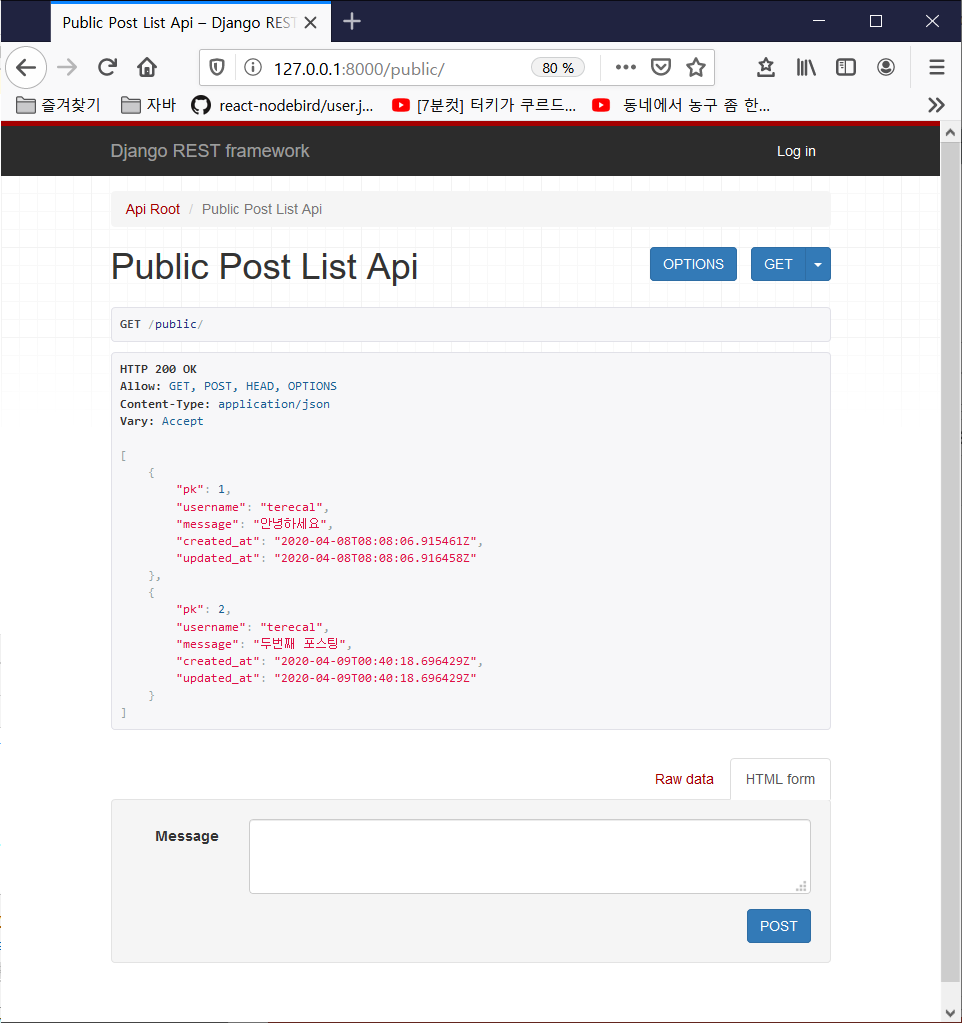 Public Post List Api – Django REST
127.0.0.1:8000/public/
80 %
즐겨찾기
자바
react-nodebird/user.j...
[7분컷] 터키가 쿠르드...
동네에서 농구 좀 한...
Django REST framework
Log in
Api Root / Public Post List Api
Public Post List Api
OPTIONS
GET
GET /public/
HTTP 200 OK
Allow: GET, POST, HEAD, OPTIONS
Content-Type: application/json
Vary: Accept
[
{
"pk": 1,
"username": "terecal",
"message": "안녕하세요",
"created_at": "2020-04-08T08:08:06.915461Z",
"updated_at": "2020-04-08T08:08:06.916458Z"
},
{
"pk": 2,
"username": "terecal",
"message": "두번째 포스팅",
"created_at": "2020-04-09T00:40:18.696429Z",
"updated_at": "2020-04-09T00:40:18.696429Z"
}
]
Raw data
HTML form
Message
POST